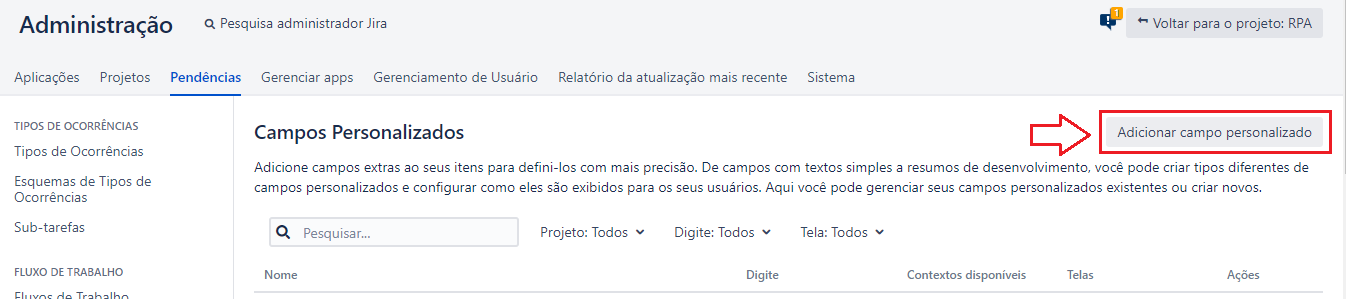 Administração
Pesquisa administrador Jira
1
Voltar para o projeto: RPA
Aplicações
Projetos
Pendências
Gerenciar apps
Gerenciamento de Usuário
Relatório da atualização mais recente
Sistema
TIPOS DE OCORRÊNCIAS
Tipos de Ocorrências
Esquemas de Tipos de
Ocorrências
Sub-tarefas
FLUXO DE TRABALHO
Fluxos de Trabalho
Campos Personalizados
Adicionar campo personalizado
Adicione campos extras ao seus itens para defini-los com mais precisão. De campos com textos simples a resumos de desenvolvimento, você pode criar tipos diferentes de
campos personalizados e configurar como eles são exibidos para os seus usuários. Aqui você pode gerenciar seus campos personalizados existentes ou criar novos.
Pesquisar...
Projeto: Todos
Digite: Todos
Tela: Todos
Nome
Digite
Contextos disponíveis
Telas
Ações